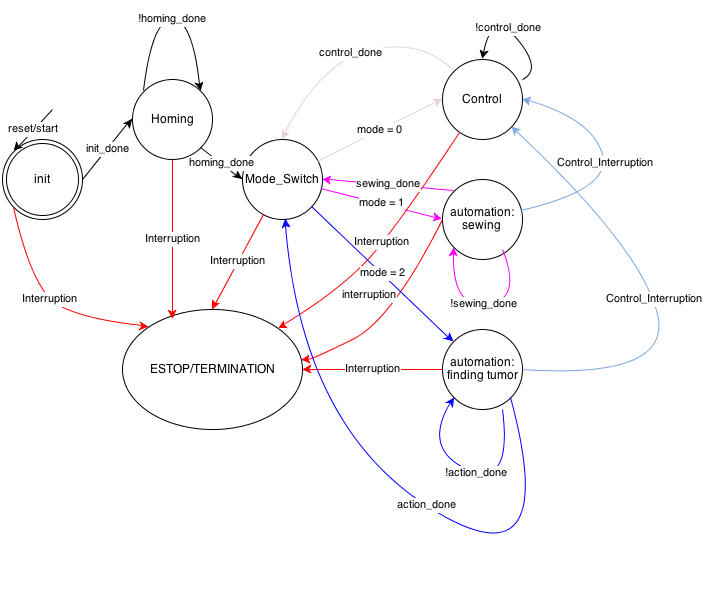 !homing_done
!control_done
control_done
Control
Homing
reset/start
mode = 0
init_done
homing_done
Control_Interruption
init
Mode_Switch
sewing_done
mode = 1
automation:
sewing
Interruption
Interruption
Interruption
mode = 2
interruption
Interruption
!sewing_done
Control_Interruption
ESTOP/TERMINATION
Interruption
automation:
finding tumor
!action_done
action_done